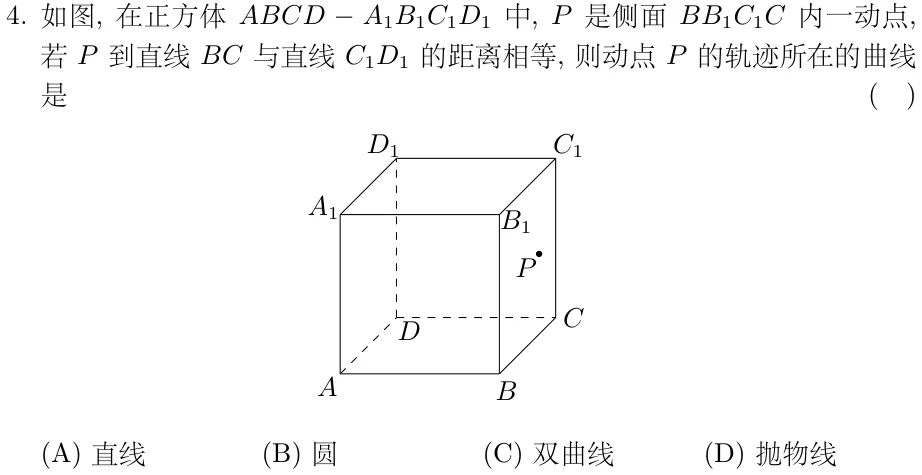 4. 如图, 在正方体 ABCD − A₁B₁C₁D₁ 中, P 是侧面 BB₁C₁C 内一动点,
若 P 到直线 BC 与直线 C₁D₁ 的距离相等, 则动点 P 的轨迹所在的曲线
是 ( )
D₁ C₁
A₁ B₁
P
D C
A B
(A) 直线 (B) 圆 (C) 双曲线 (D) 抛物线